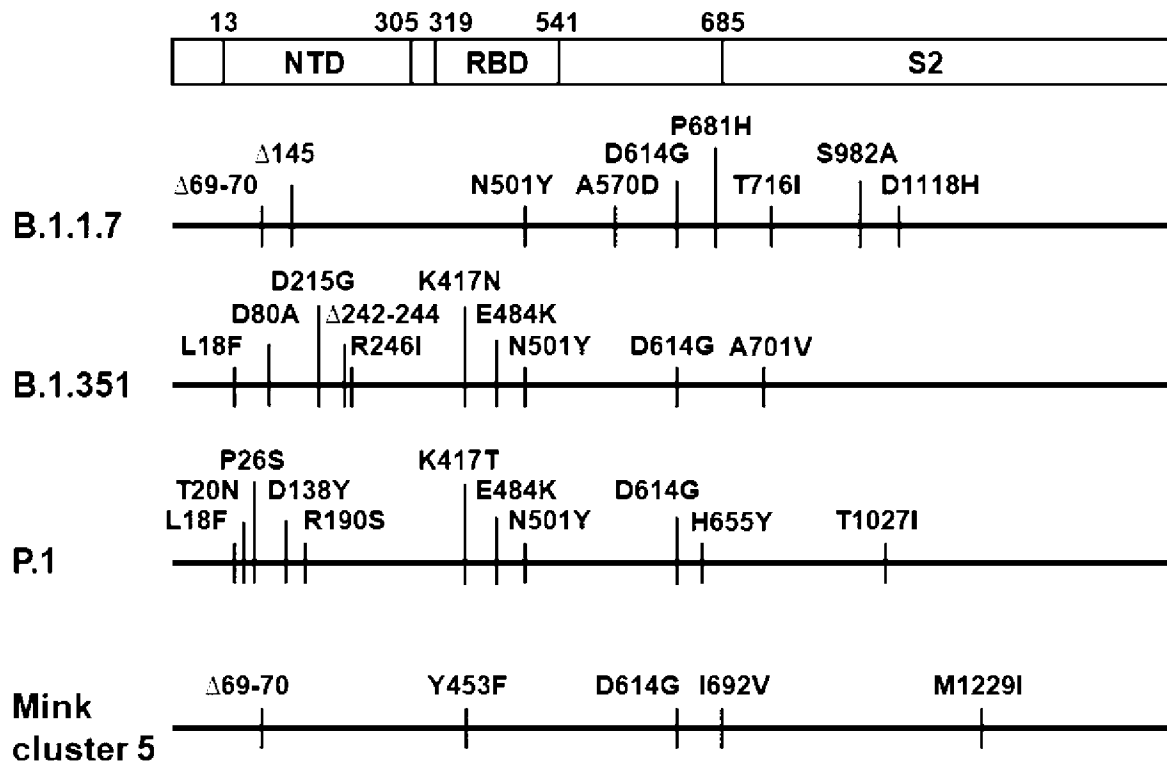 13 305 319 541 685
NTD RBD S2
P681H
Δ145 D614G S982A
Δ69-70 N501Y A570D T716I D1118H
B.1.1.7
D215G K417N
D80A Δ242-244 E484K
L18F R246I N501Y D614G A701V
B.1.351
P26S K417T
T20N D138Y E484K D614G
L18F R190S N501Y H655Y T1027I
P.1
Δ69-70 Y453F D614G I692V M1229I
Mink
cluster 5